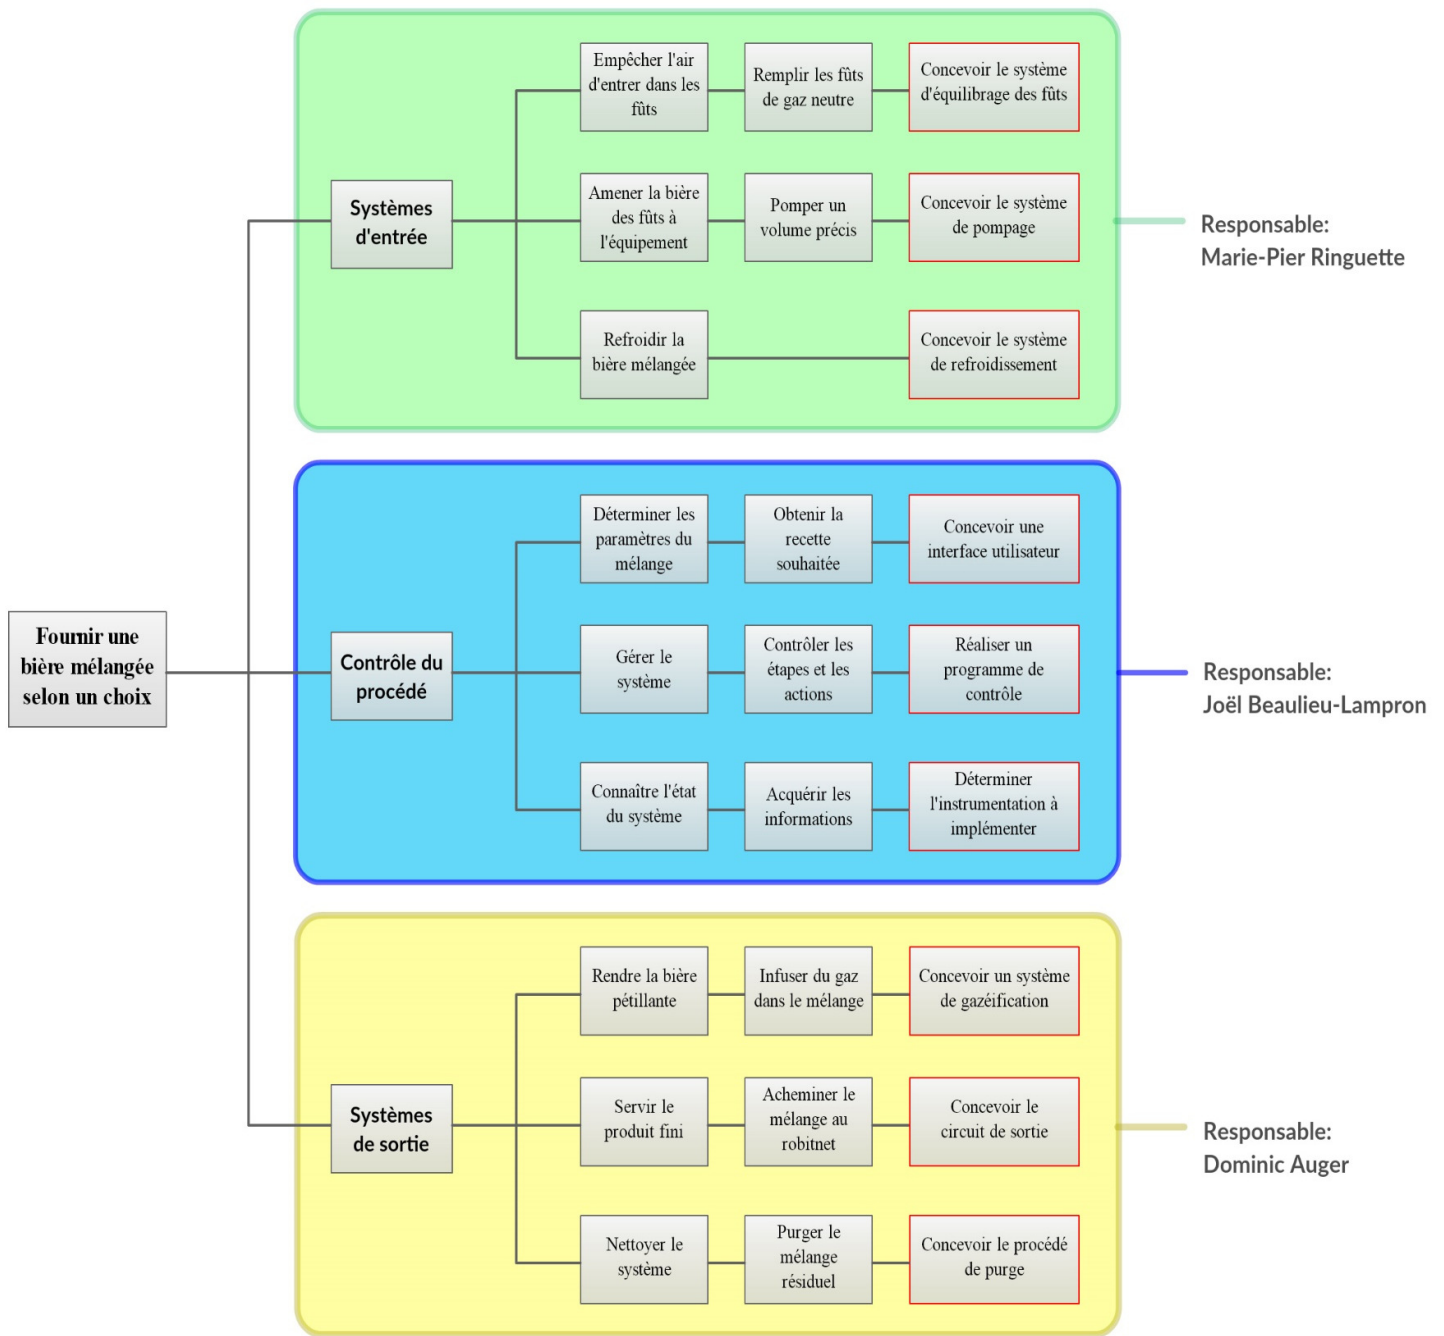 Empêcher l'air
d'entrer dans les
fûts
Remplir les fûts
de gaz neutre
Concevoir le système
d'équilibrage des fûts
Systèmes
d'entrée
Amener la bière
des fûts à
l'équipement
Pomper un
volume précis
Concevoir le système
de pompage
Responsable:
Marie-Pier Ringuette
Refroidir la
bière mélangée
Concevoir le système
de refroidissement
Déterminer les
paramètres du
mélange
Obtenir la
recette
souhaitée
Concevoir une
interface utilisateur
Fournir une
bière mélangée
selon un choix
Contrôle du
procédé
Gérer le
système
Contrôler les
étapes et les
actions
Réaliser un
programme de
contrôle
Responsable:
Joël Beaulieu-Lampron
Connaître l'état
du système
Acquérir les
informations
Déterminer
l'instrumentation à
implémenter
Rendre la bière
pétillante
Infuser du gaz
dans le mélange
Concevoir un système
de gazéification
Systèmes
de sortie
Servir le
produit fini
Acheminer le
mélange au
robitnet
Concevoir le
circuit de sortie
Responsable:
Dominic Auger
Nettoyer le
système
Purger le
mélange
résiduel
Concevoir le procédé
de purge